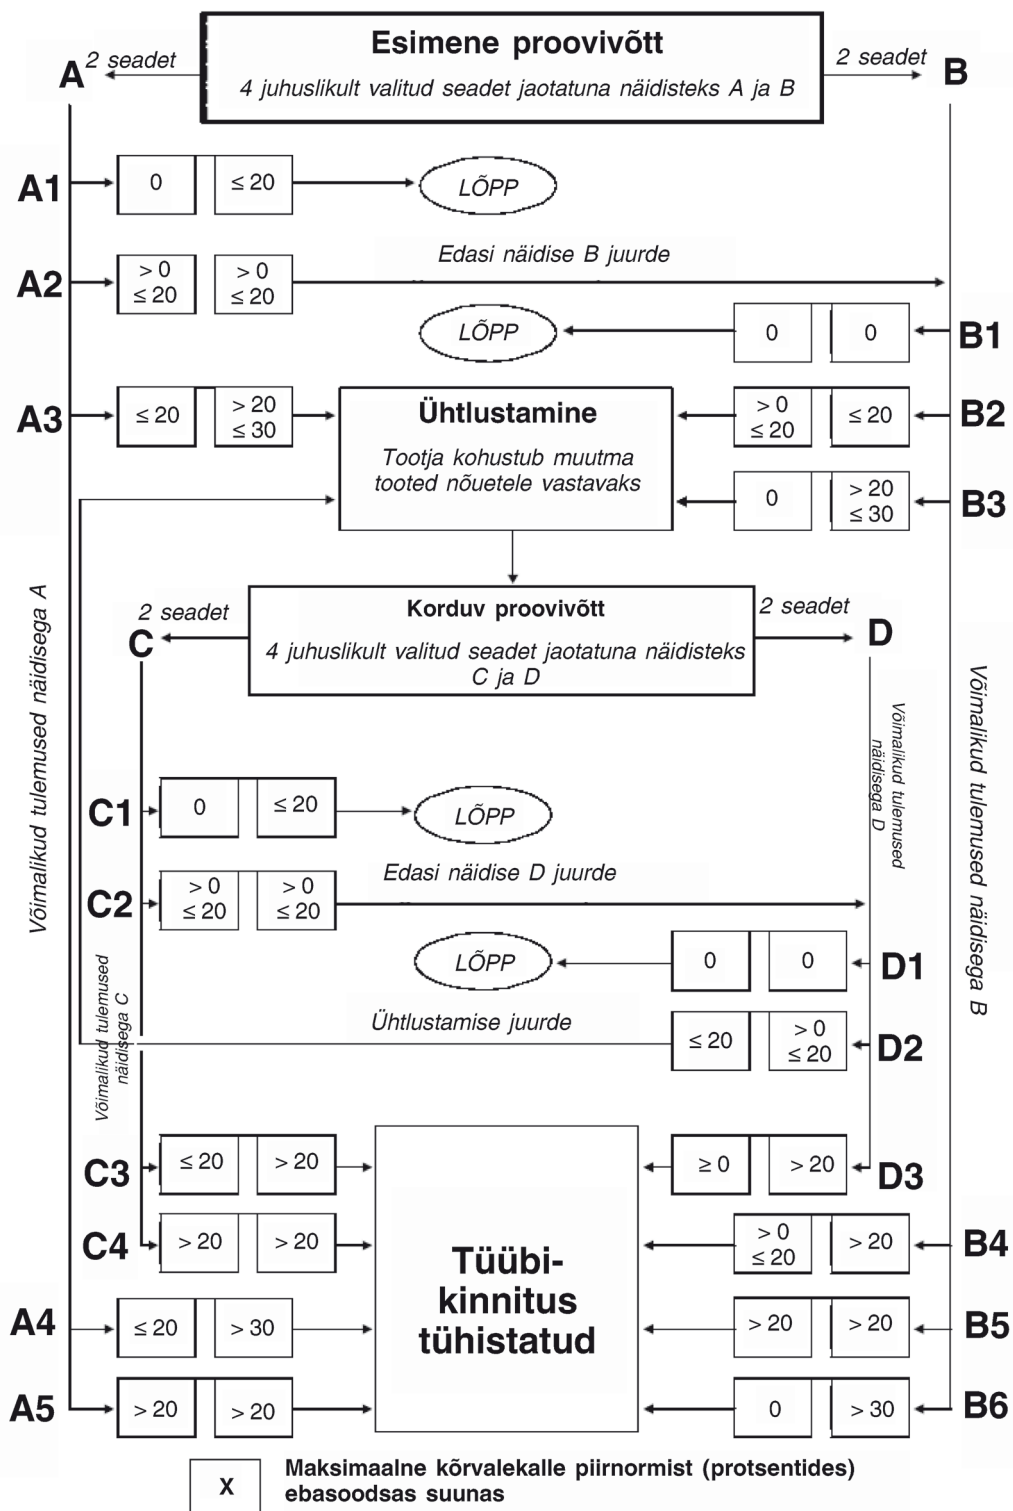 Esimene proovivõtt
4 juhuslikult valitud seadet jaotatuna näidisteks A ja B
A
2 seadet
2 seadet
B
A1
0
≤ 20
LÕPP
A2
> 0
≤ 20
> 0
≤ 20
Edasi näidise B juurde
LÕPP
0
0
B1
A3
≤ 20
> 20
≤ 30
Ühtlustamine
Tootja kohustub muutma
tooted nõuetele vastavaks
> 0
≤ 20
≤ 20
B2
0
> 20
≤ 30
B3
Võimalikud tulemused näidisega A
2 seadet
C
Korduv proovivõtt
4 juhuslikult valitud seadet jaotatuna näidisteks
C ja D
2 seadet
D
Võimalikud tulemused
näidisega D
Võimalikud tulemused näidisega B
C1
0
≤ 20
LÕPP
C2
> 0
≤ 20
> 0
≤ 20
Edasi näidise D juurde
LÕPP
0
0
D1
Võimalikud tulemused
näidisega C
Ühtlustamise juurde
≤ 20
> 0
≤ 20
D2
C3
≤ 20
> 20
≥ 0
> 20
D3
C4
> 20
> 20
Tüübi-
kinnitus
tühistatud
> 0
≤ 20
> 20
B4
A4
≤ 20
> 30
> 20
> 20
B5
A5
> 20
> 20
0
> 30
B6
X
Maksimaalne kõrvalekalle piirnormist (protsentides)
ebasoodsas suunas